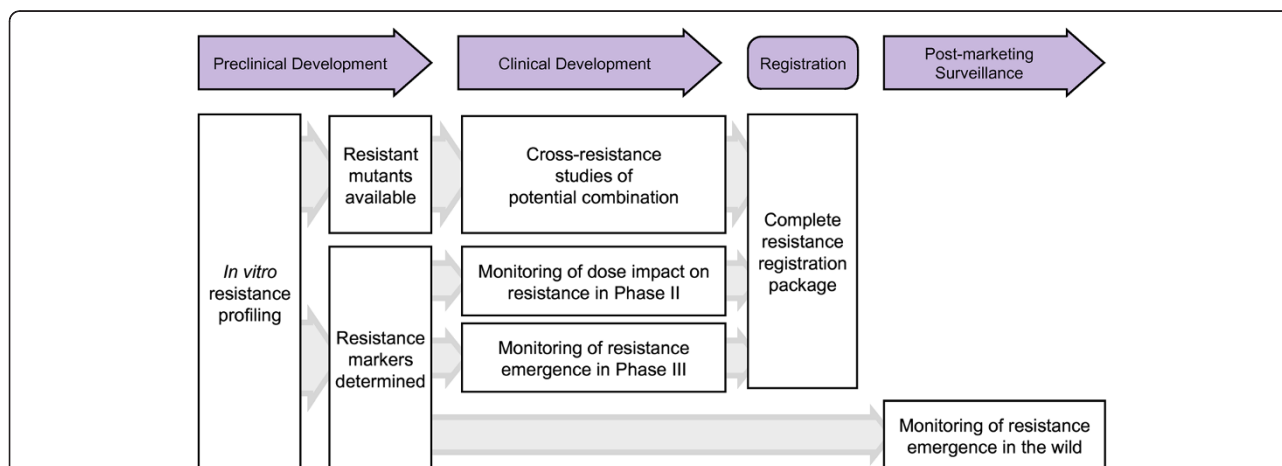 Preclinical Development
Clinical Development
Registration
Post-marketing
Surveillance
In vitro
resistance
profiling
Resistant
mutants
available
Resistance
markers
determined
Cross-resistance
studies of
potential combination
Monitoring of dose impact on
resistance in Phase II
Monitoring of resistance
emergence in Phase III
Complete
resistance
registration
package
Monitoring of resistance
emergence in the wild